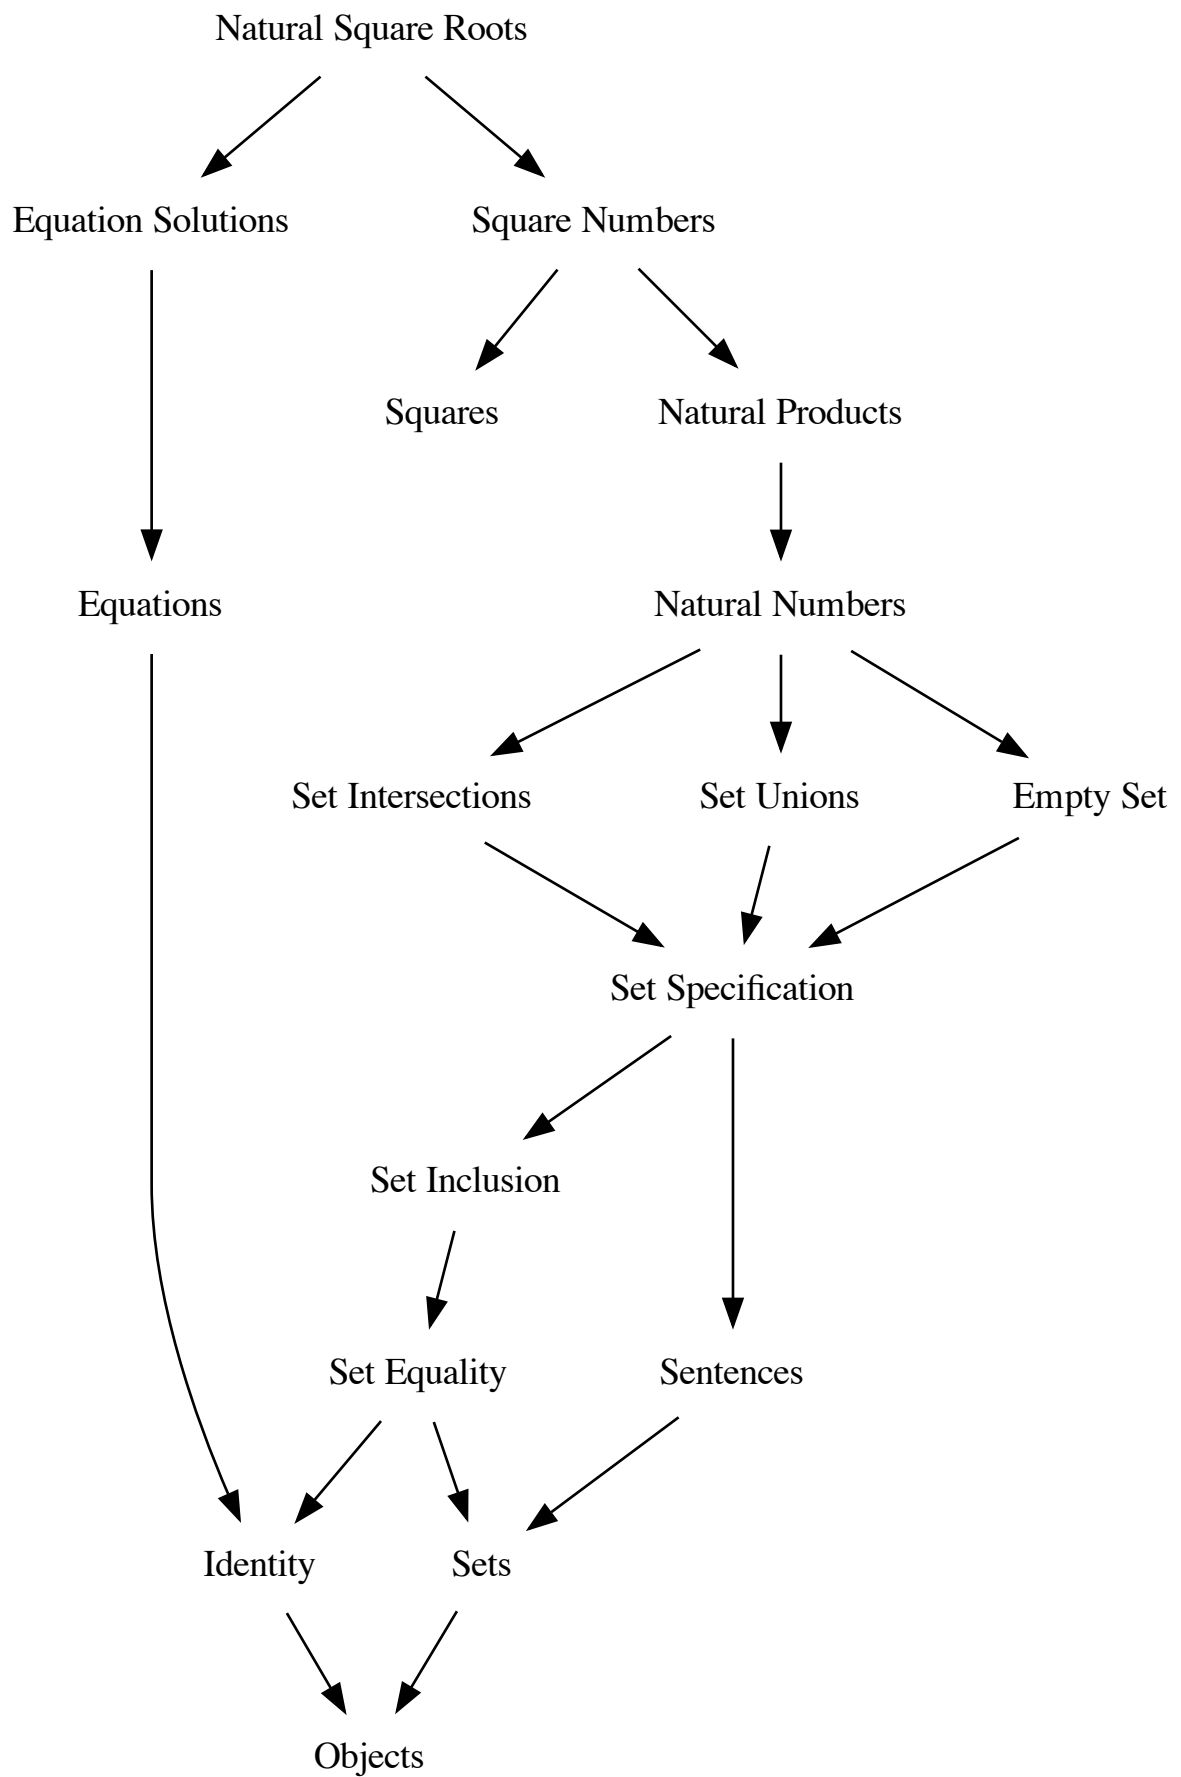 Natural Square Roots
Equation Solutions
Square Numbers
Squares
Natural Products
Equations
Natural Numbers
Set Intersections
Set Unions
Empty Set
Set Specification
Set Inclusion
Set Equality
Sentences
Identity
Sets
Objects